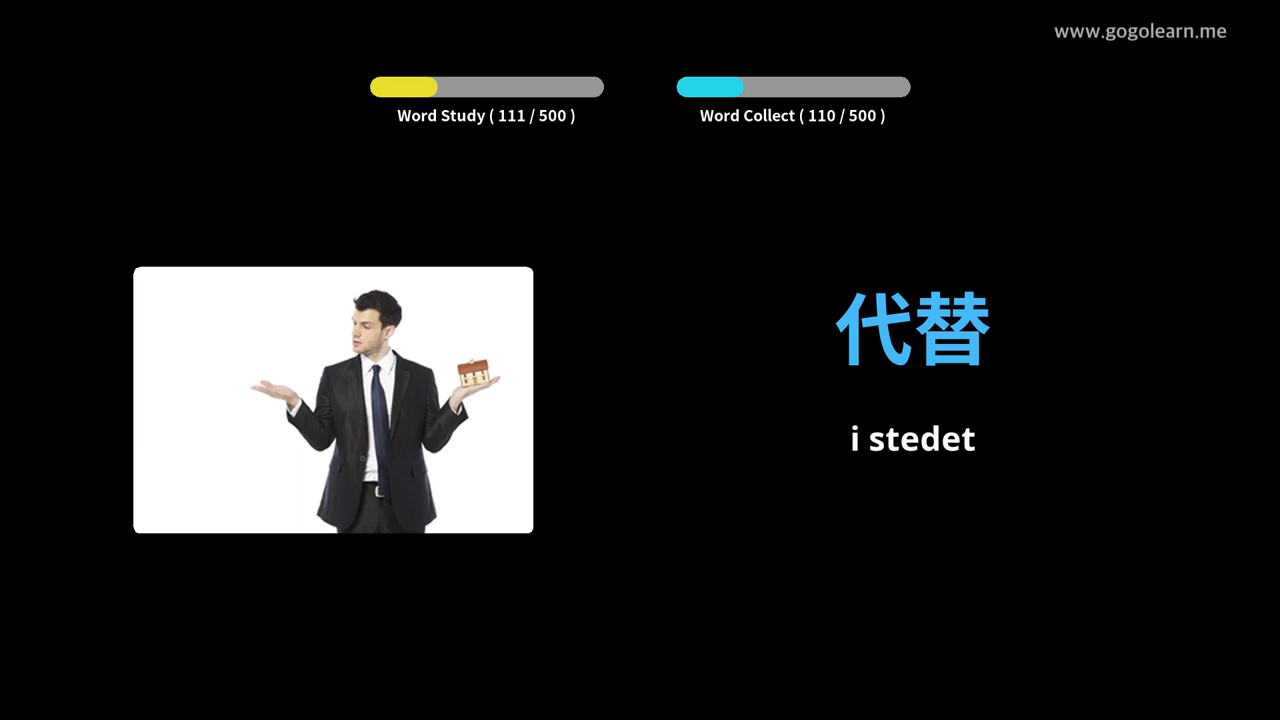 www.gogolearn.me
Word Study ( 111 / 500 )
Word Collect ( 110 / 500 )
代替
i stedet